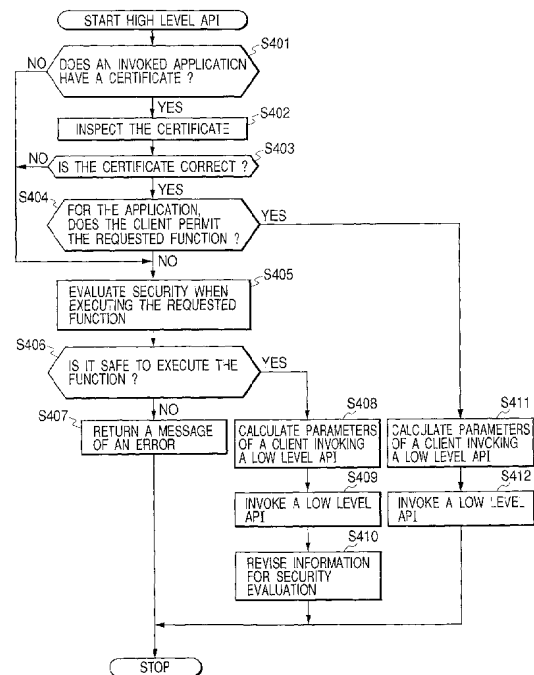 START HIGH LEVEL API
S401
NO
DOES AN INVOKED APPLICATION
HAVE A CERTIFICATE ?
YES
S402
INSPECT THE CERTIFICATE
S403
NO
IS THE CERTIFICATE CORRECT ?
YES
S404
FOR THE APPLICATION,
DOES THE CLIENT PERMIT
THE REQUESTED FUNCTION ?
YES
NO
S405
EVALUATE SECURITY WHEN
EXECUTING THE REQUESTED
FUNCTION
S406
IS IT SAFE TO EXECUTE THE
FUNCTION ?
YES
NO
S407
RETURN A MESSAGE
OF AN ERROR
S408
CALCULATE PARAMETERS
OF A CLIENT INVOKING
A LOW LEVEL API
S409
INVOKE A LOW LEVEL
API
S410
REVISE INFORMATION
FOR SECURITY
EVALUATION
S411
CALCULATE PARAMETERS
OF A CLIENT INVOKING
A LOW LEVEL API
S412
INVOKE A LOW LEVEL
API
STOP